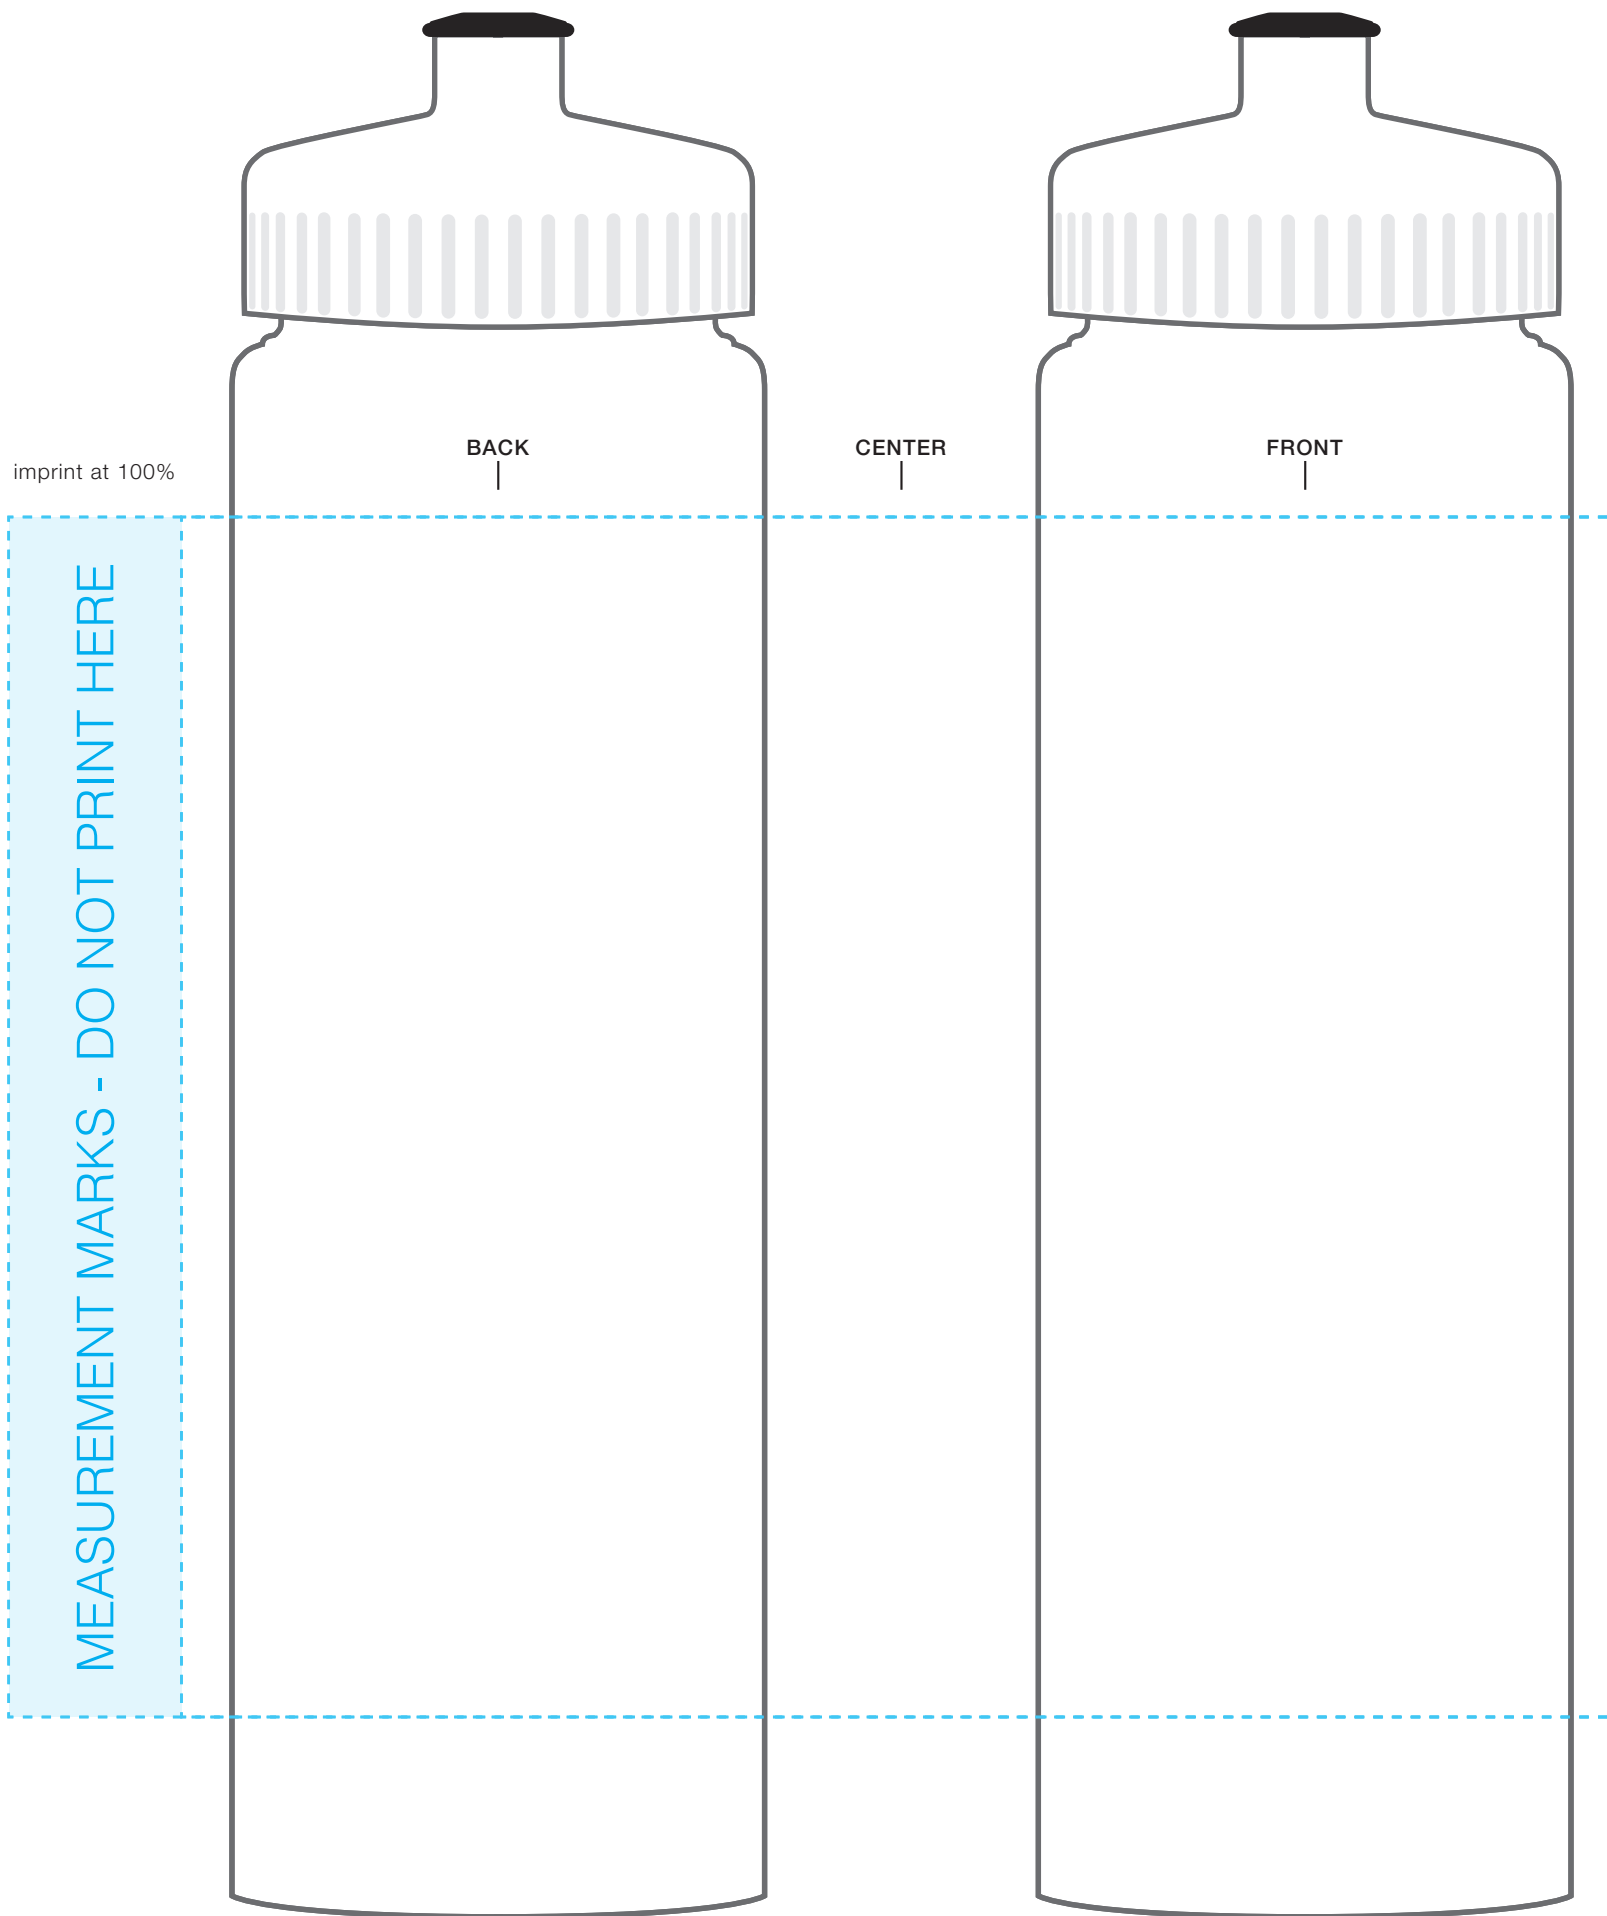 BACK
CENTER
FRONT
imprint at 100%
MEASUREMENT MARKS - DO NOT PRINT HERE